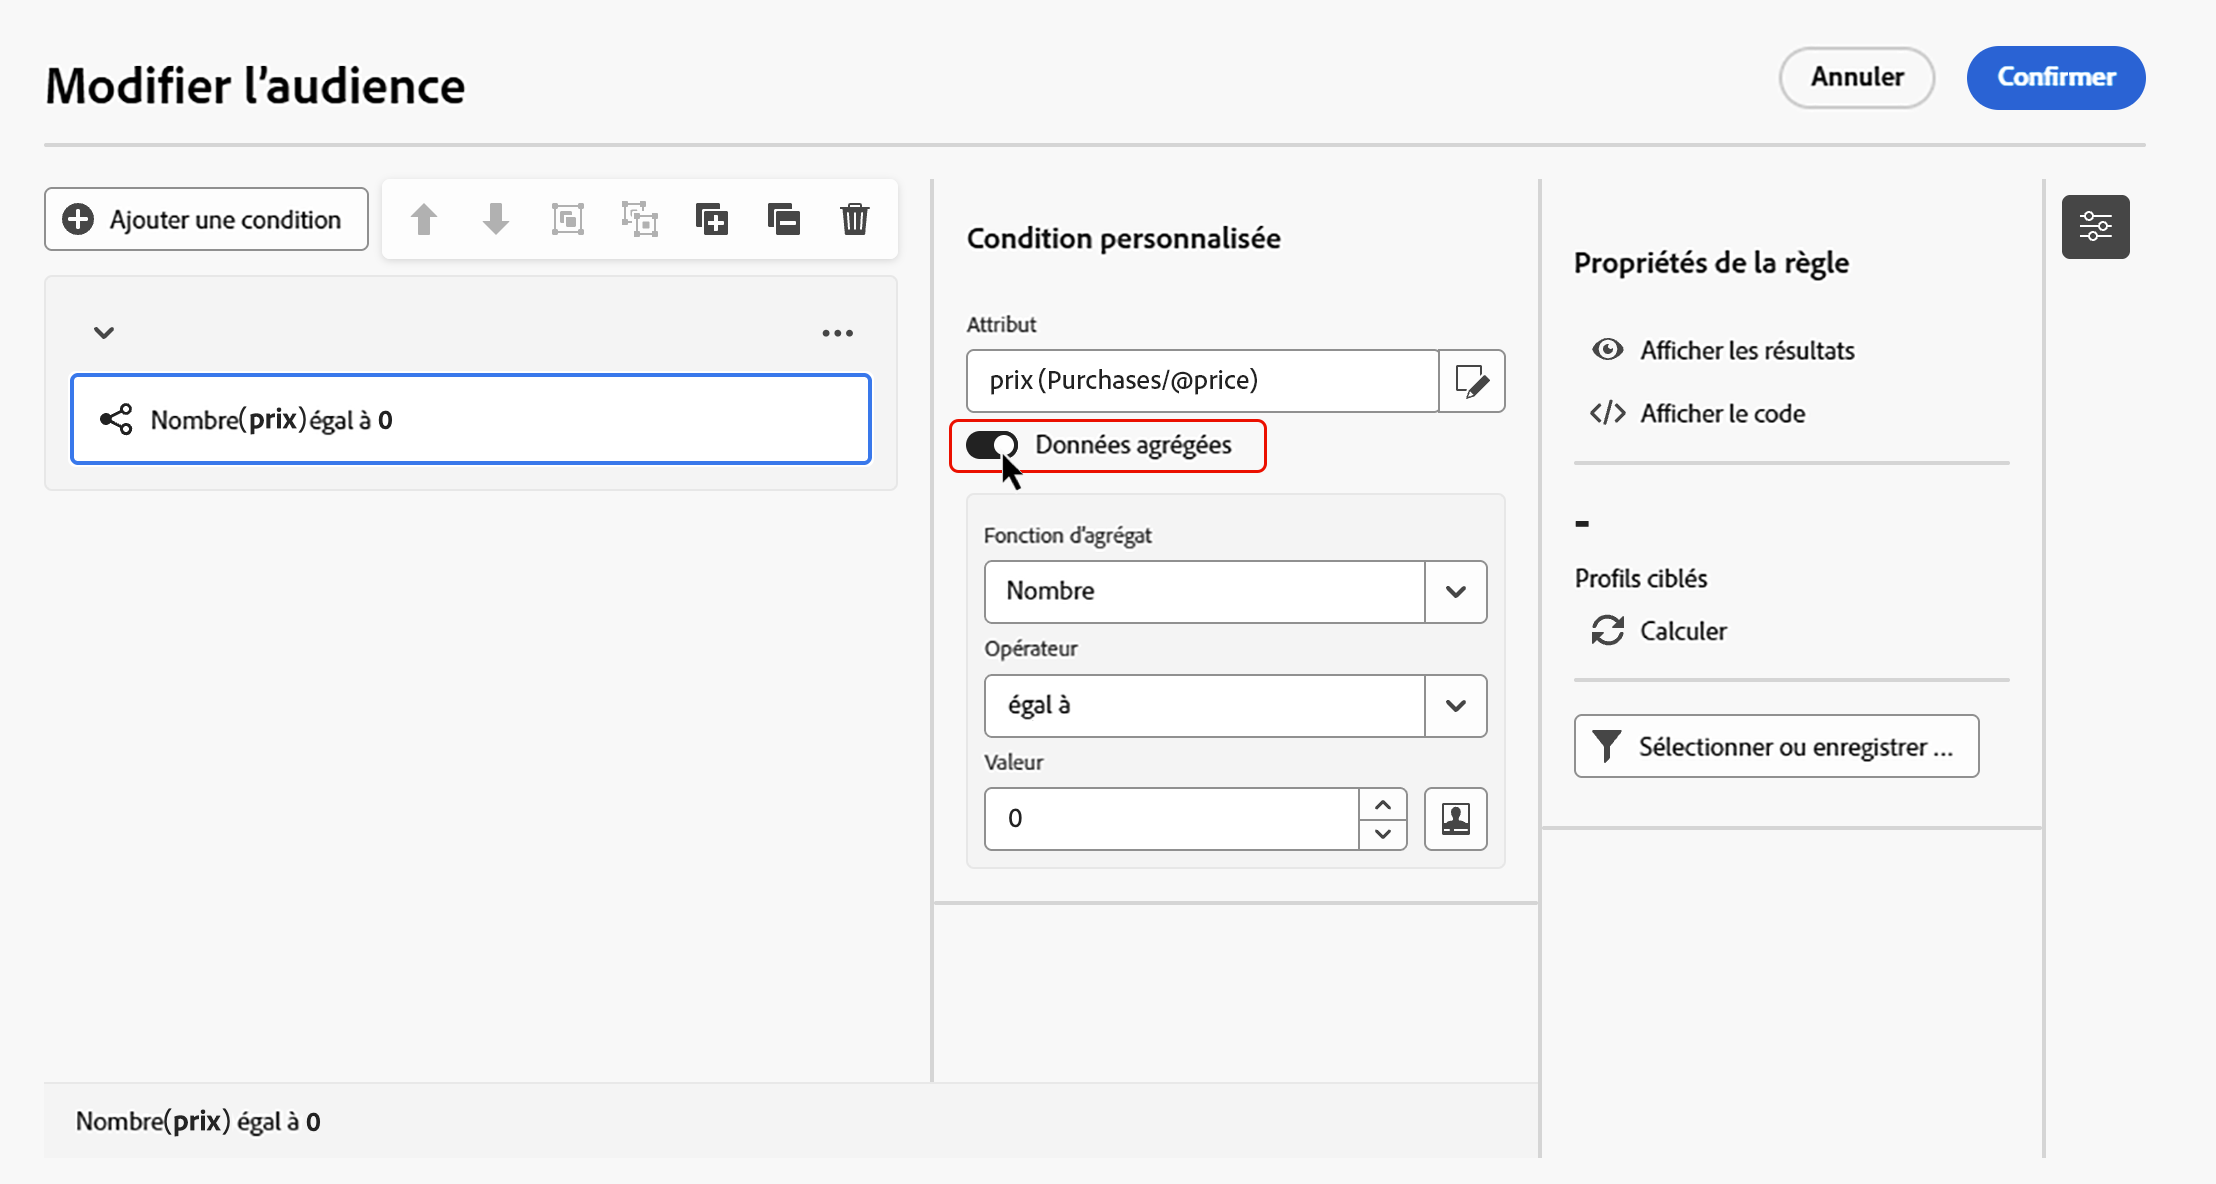 Modifier l’audience
Annuler
Confirmer
Ajouter une condition
Nombre(prix)égal à 0
Condition personnalisée
Attribut
prix (Purchases/@price)
Données agrégées
Fonction d’agrégat
Nombre
Opérateur
égal à
Valeur
0
Propriétés de la règle
Afficher les résultats
</> Afficher le code
-
Profils ciblés
Calculer
Sélectionner ou enregistrer ...
Nombre(prix) égal à 0